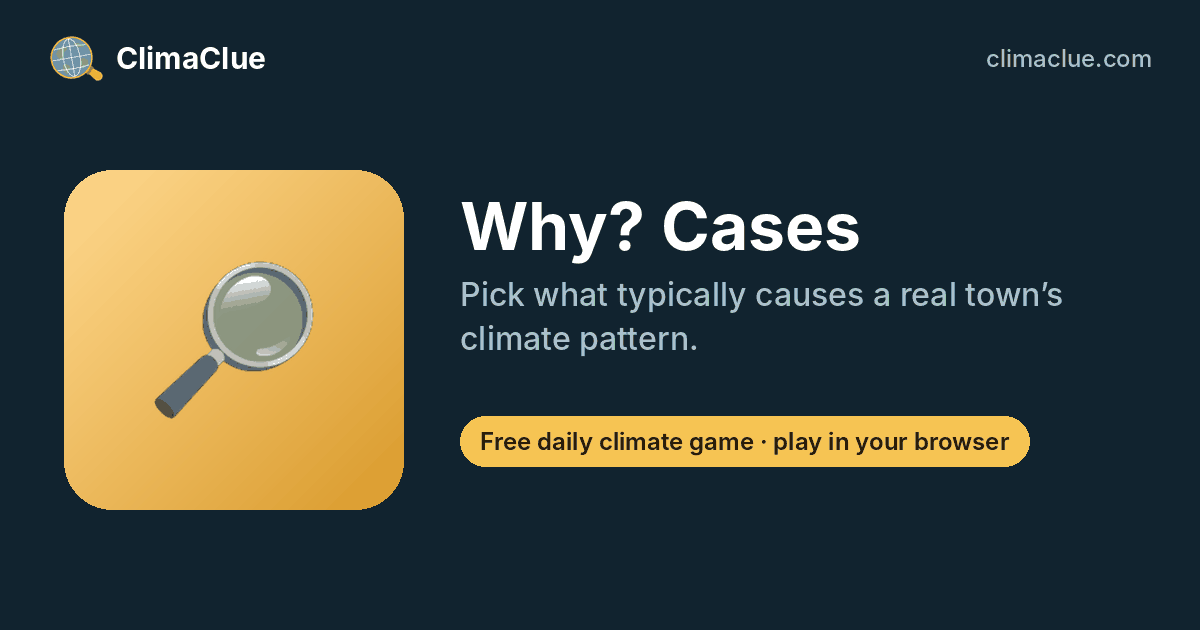 ClimaClue
climaclue.com
Why? Cases
Pick what typically causes a real town’s
climate pattern.
Free daily climate game · play in your browser